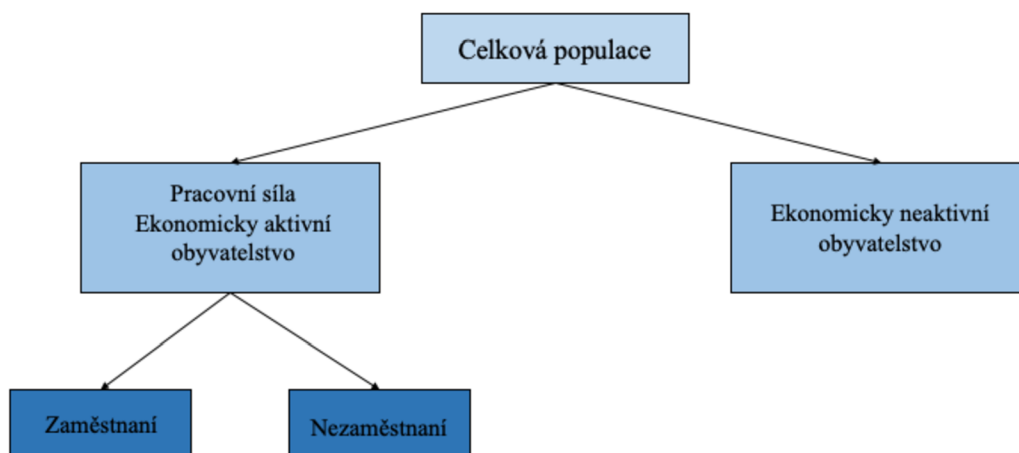 Celková populace
Pracovní síla
Ekonomicky aktivní
obyvatelstvo
Ekonomicky neaktivní
obyvatelstvo
Zaměstnaní
Nezaměstnaní